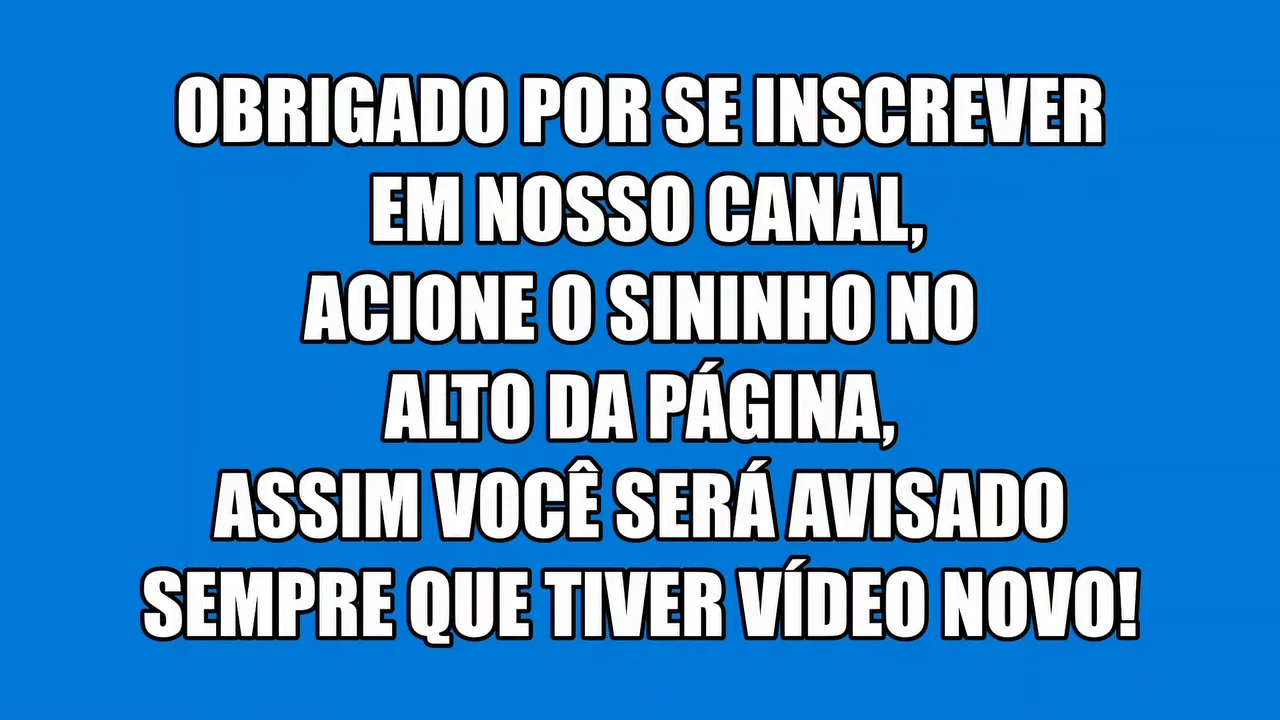 OBRIGADO POR SE INSCREVER
EM NOSSO CANAL,
ACIONE O SININHO NO
ALTO DA PÁGINA,
ASSIM VOCÊ SERÁ AVISADO
SEMPRE QUE TIVER VÍDEO NOVO!